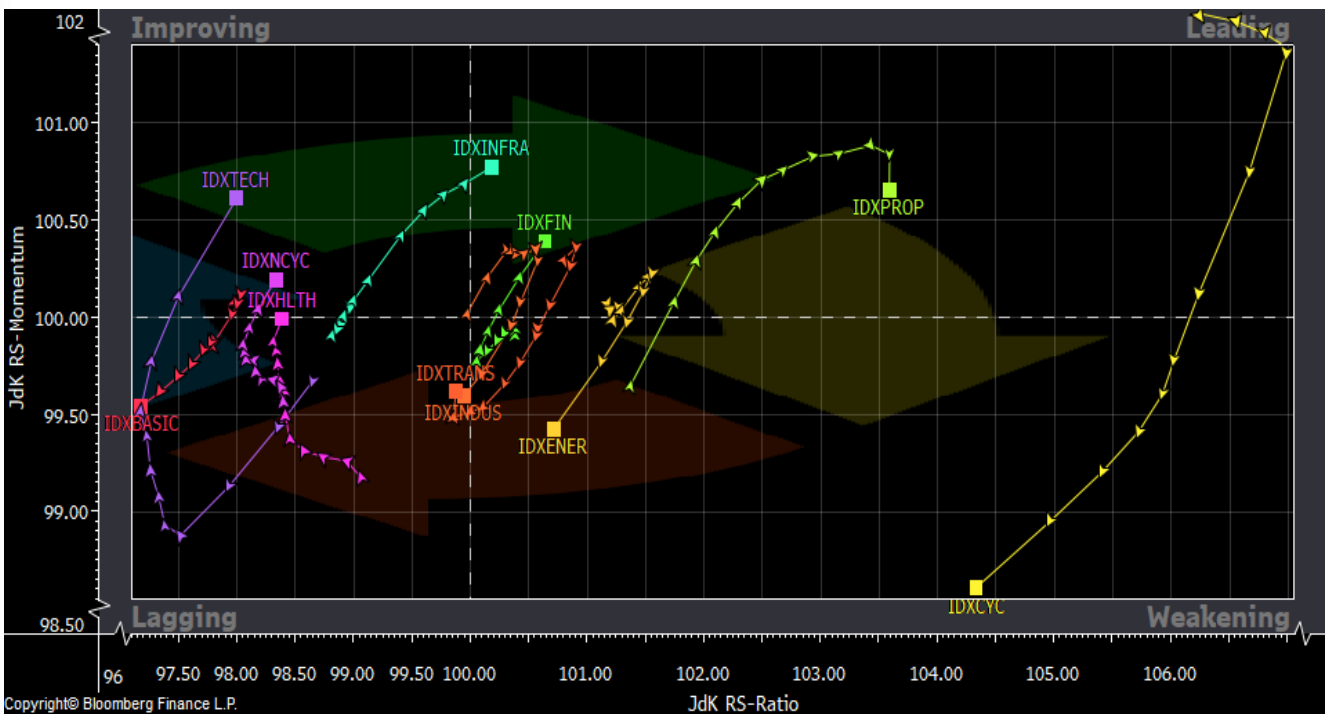 102
Improving
Leading
101.00
IDXINFRA
IDXTECH
100.50
IDXPROP
IDXFIN
IDXNCYC
IDXHLTH
100.00
JdK RS-Momentum
IDXTRANS
99.50
IDXINDUS
IDXBASIC
IDXENER
99.00
IDXCYC
98.50
Lagging
Weakening
96
97.50 98.00 98.50 99.00 99.50 100.00 101.00 102.00 103.00 104.00 105.00 106.00
Copyright© Bloomberg Finance L.P.
JdK RS-Ratio